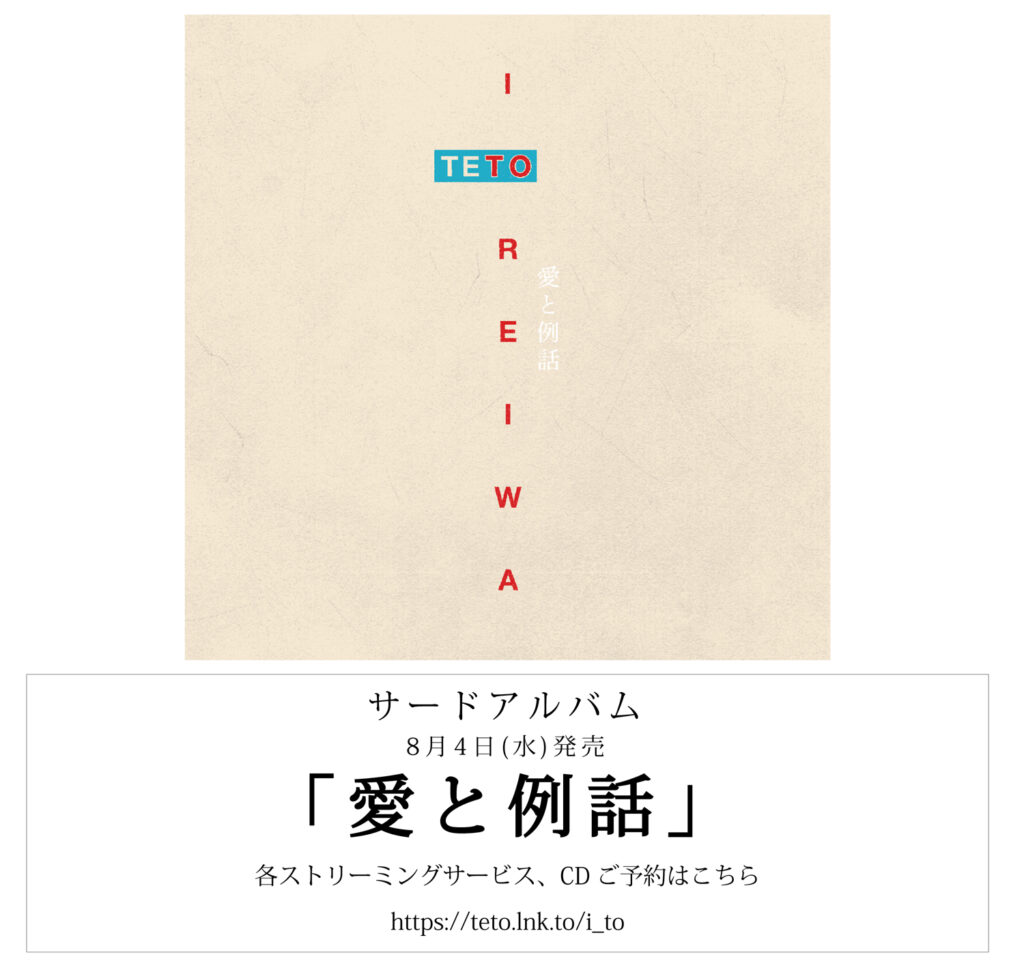 I
TETO
R
E
I
W
A
愛と例話
サードアルバム
8月4日(水)発売
「愛と例話」
各ストリーミングサービス、CD ご予約はこちら
https://teto.lnk.to/i_to